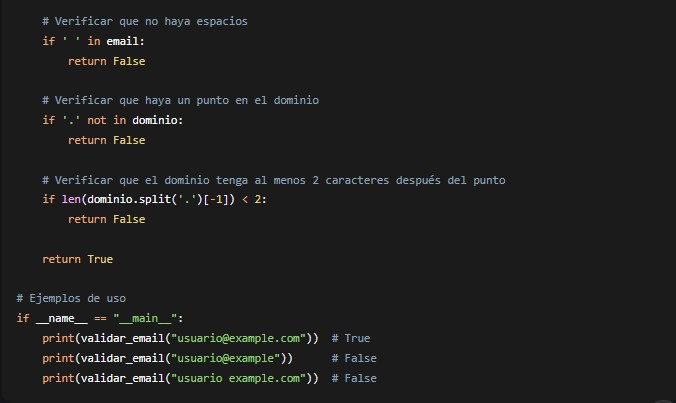 # Verificar que no haya espacios
if ' ' in email:
return False
# Verificar que haya un punto en el dominio
if '.' not in dominio:
return False
# Verificar que el dominio tenga al menos 2 caracteres después del punto
if len(dominio.split('.')[-1]) < 2:
return False
return True
# Ejemplos de uso
if __name__ == "__main__":
print(validar_email("usuario@example.com")) # True
print(validar_email("usuario@example")) # False
print(validar_email("usuario example.com")) # False